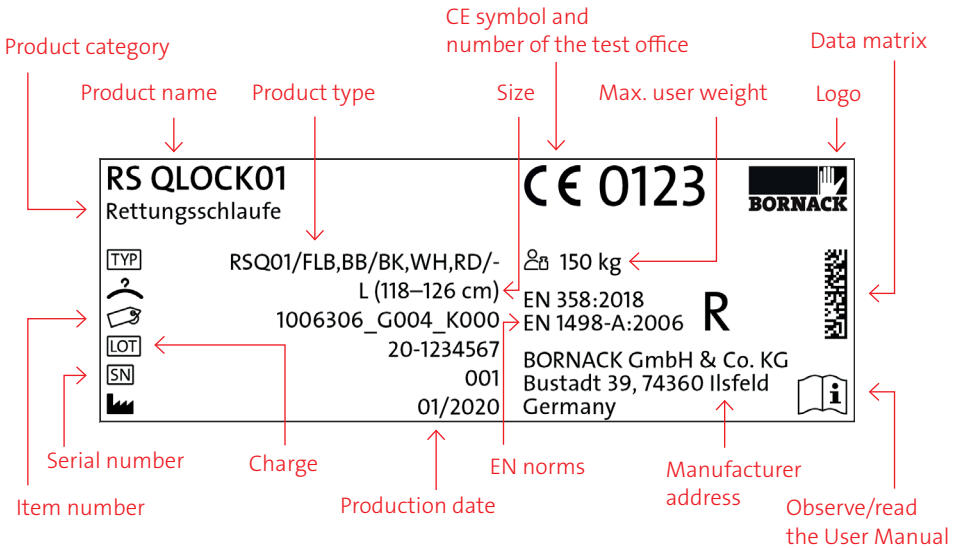 CE symbol and
number of the test office
Product category
Data matrix
Product name
Product type
Size
Max. user weight
Logo
RS QLOCK01
Rettungsschlaufe
CE 0123
BORNACK
TYP
RSQ01/FLB,BB/BK,WH,RD/-
150 kg
L (118–126 cm)
EN 358:2018
1006306_G004_K000
EN 1498-A:2006
R
LOT
20-1234567
BORNACK GmbH & Co. KG
SN
001
Bustadt 39, 74360 Ilsfeld
01/2020
Germany
i
Serial number
Charge
EN norms
Manufacturer
address
Item number
Production date
Observe/read
the User Manual